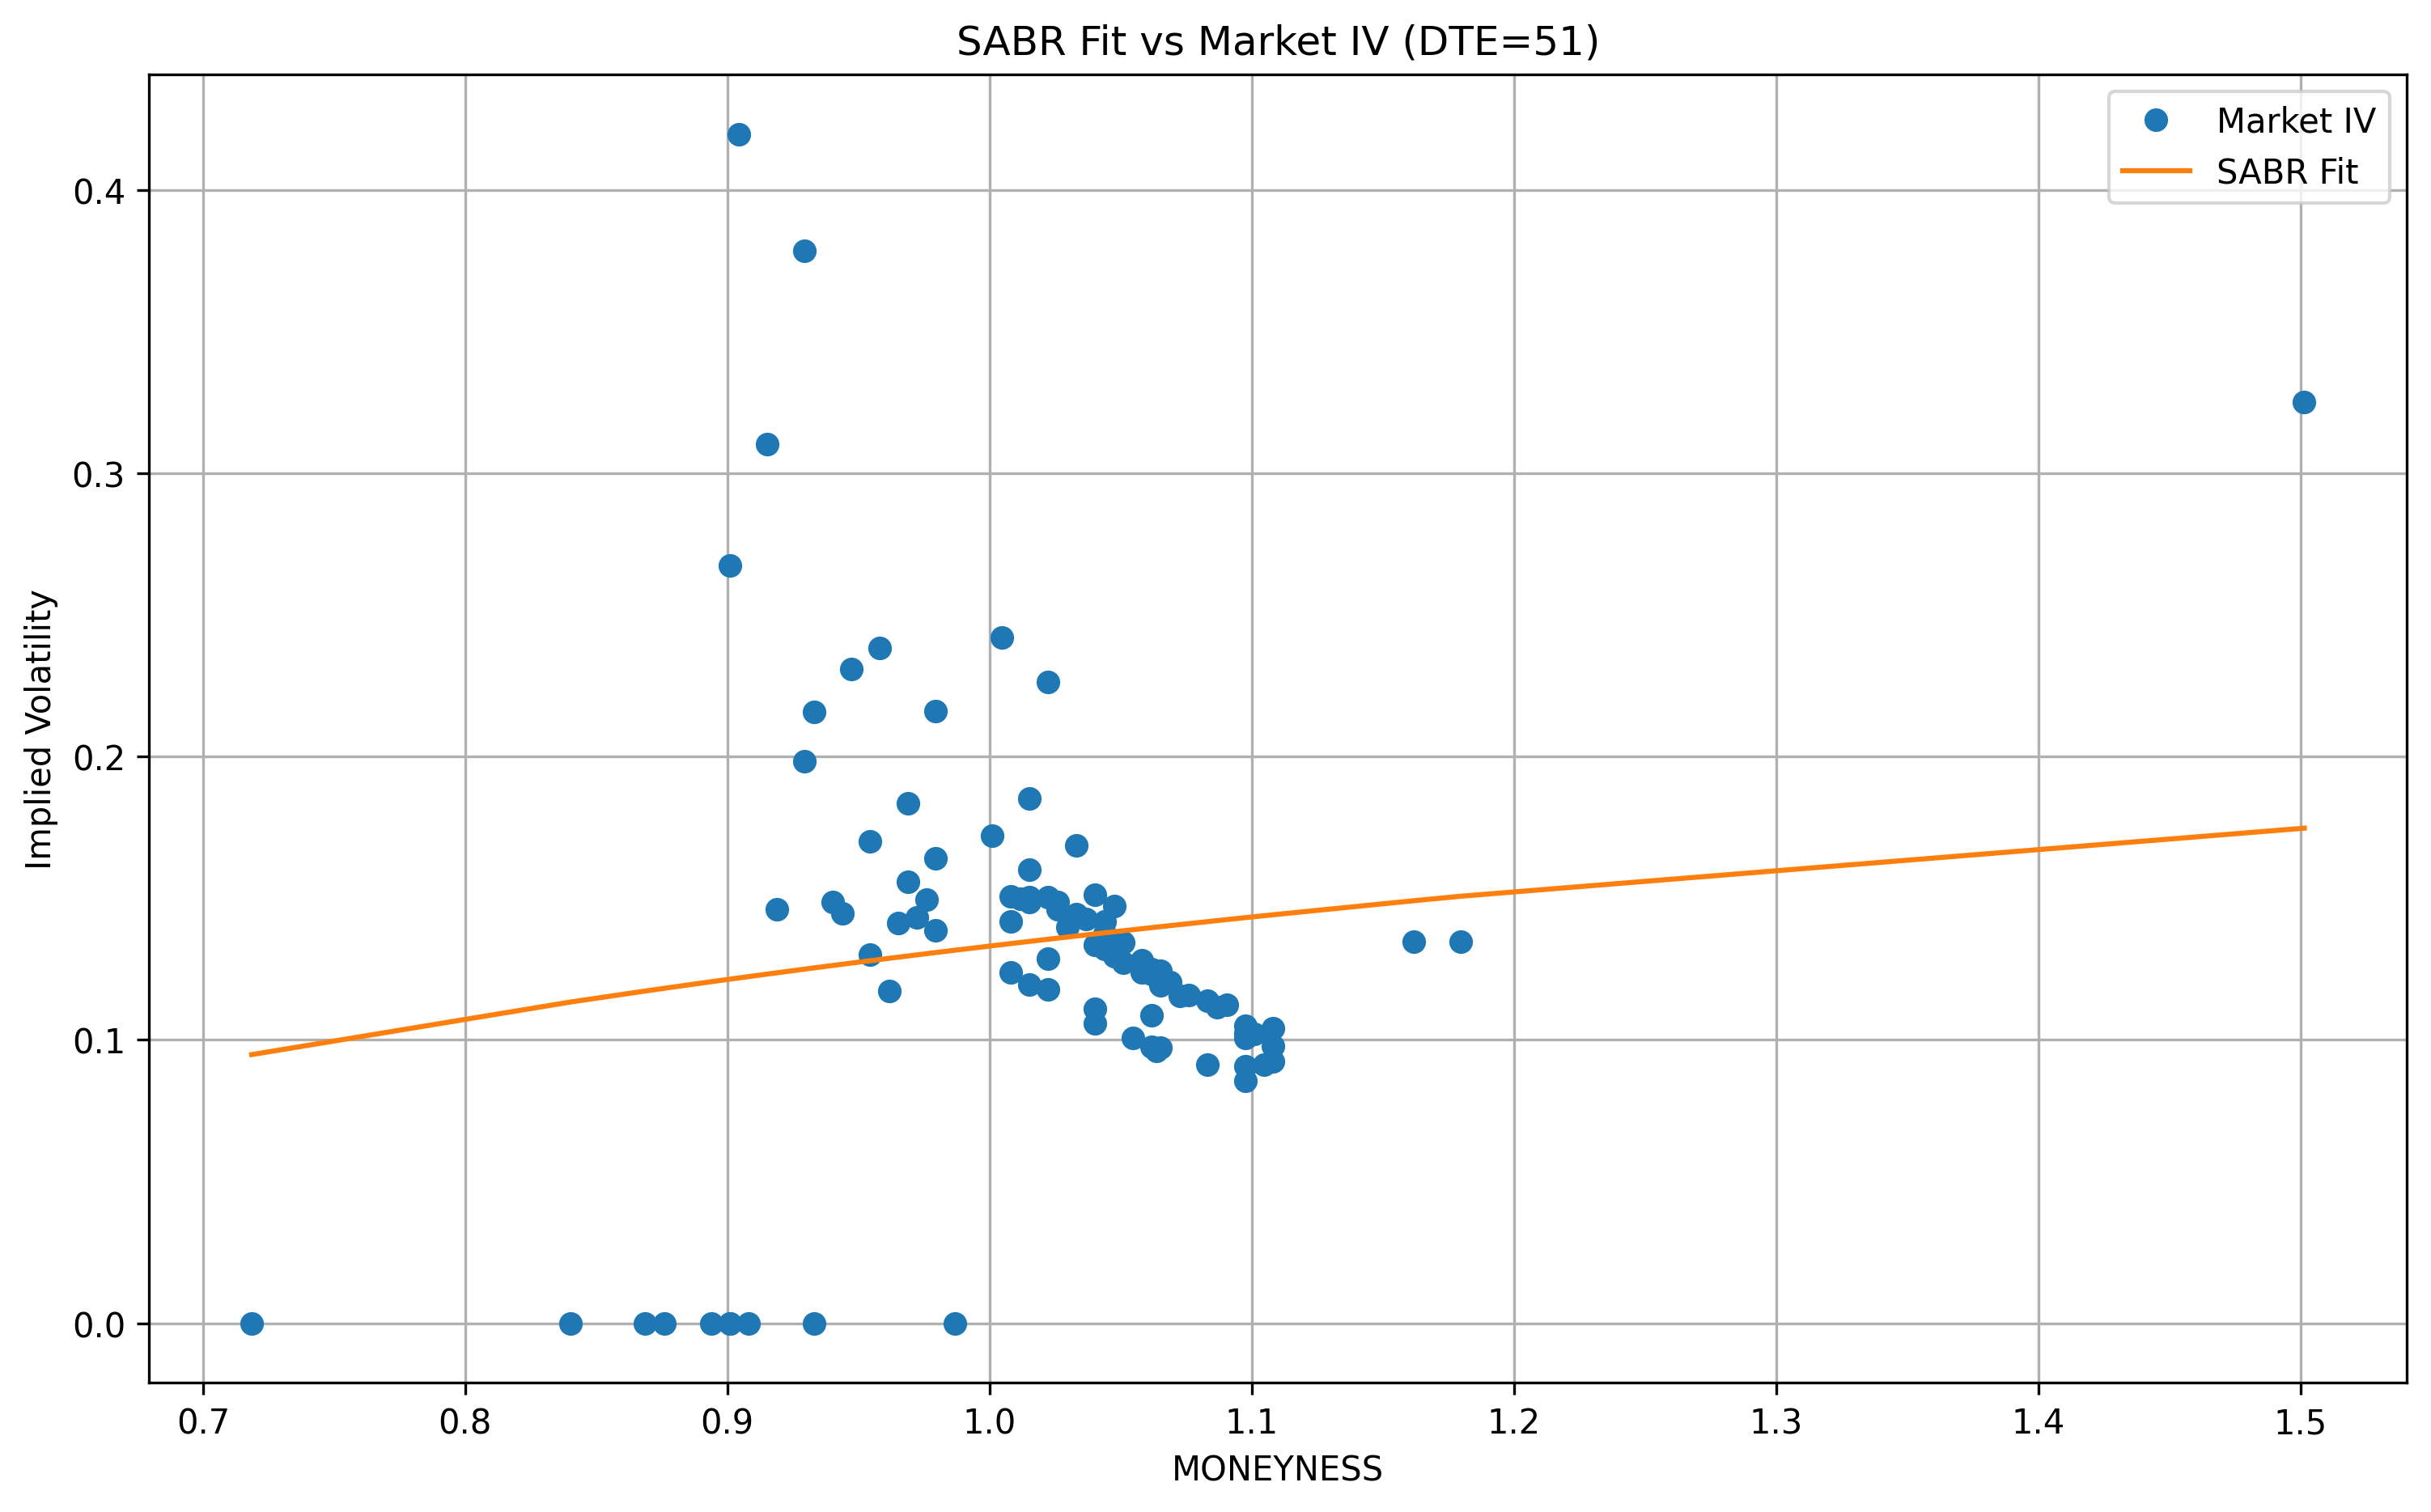 SABR Fit vs Market IV (DTE=51)
Market IV
SABR Fit
Implied Volatility
0.4
0.3
0.2
0.1
0.0
0.7 0.8 0.9 1.0 1.1 1.2 1.3 1.4 1.5
MONEYNESS